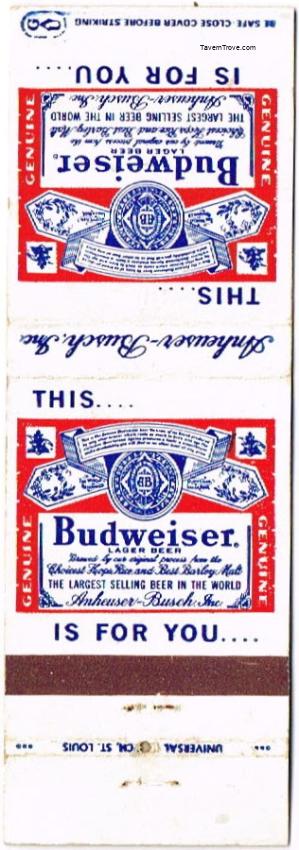 BE SAFE-CLOSE COVER BEFORE STRIKING
TavernTrove.com
THIS....
GENUINE
Budweiser®
LAGER BEER
Brewed by our original process from the
Choicest Hops, Rice and Best Barley Malt
THE LARGEST SELLING BEER IN THE WORLD
Anheuser-Busch, Inc
GENUINE
IS FOR YOU....
Anheuser-Busch, Inc
THIS....
GENUINE
Budweiser®
LAGER BEER
Brewed by our original process from the
Choicest Hops, Rice and Best Barley Malt
THE LARGEST SELLING BEER IN THE WORLD
Anheuser-Busch, Inc
GENUINE
IS FOR YOU....
UNIVERSAL CH. ST. LOUIS